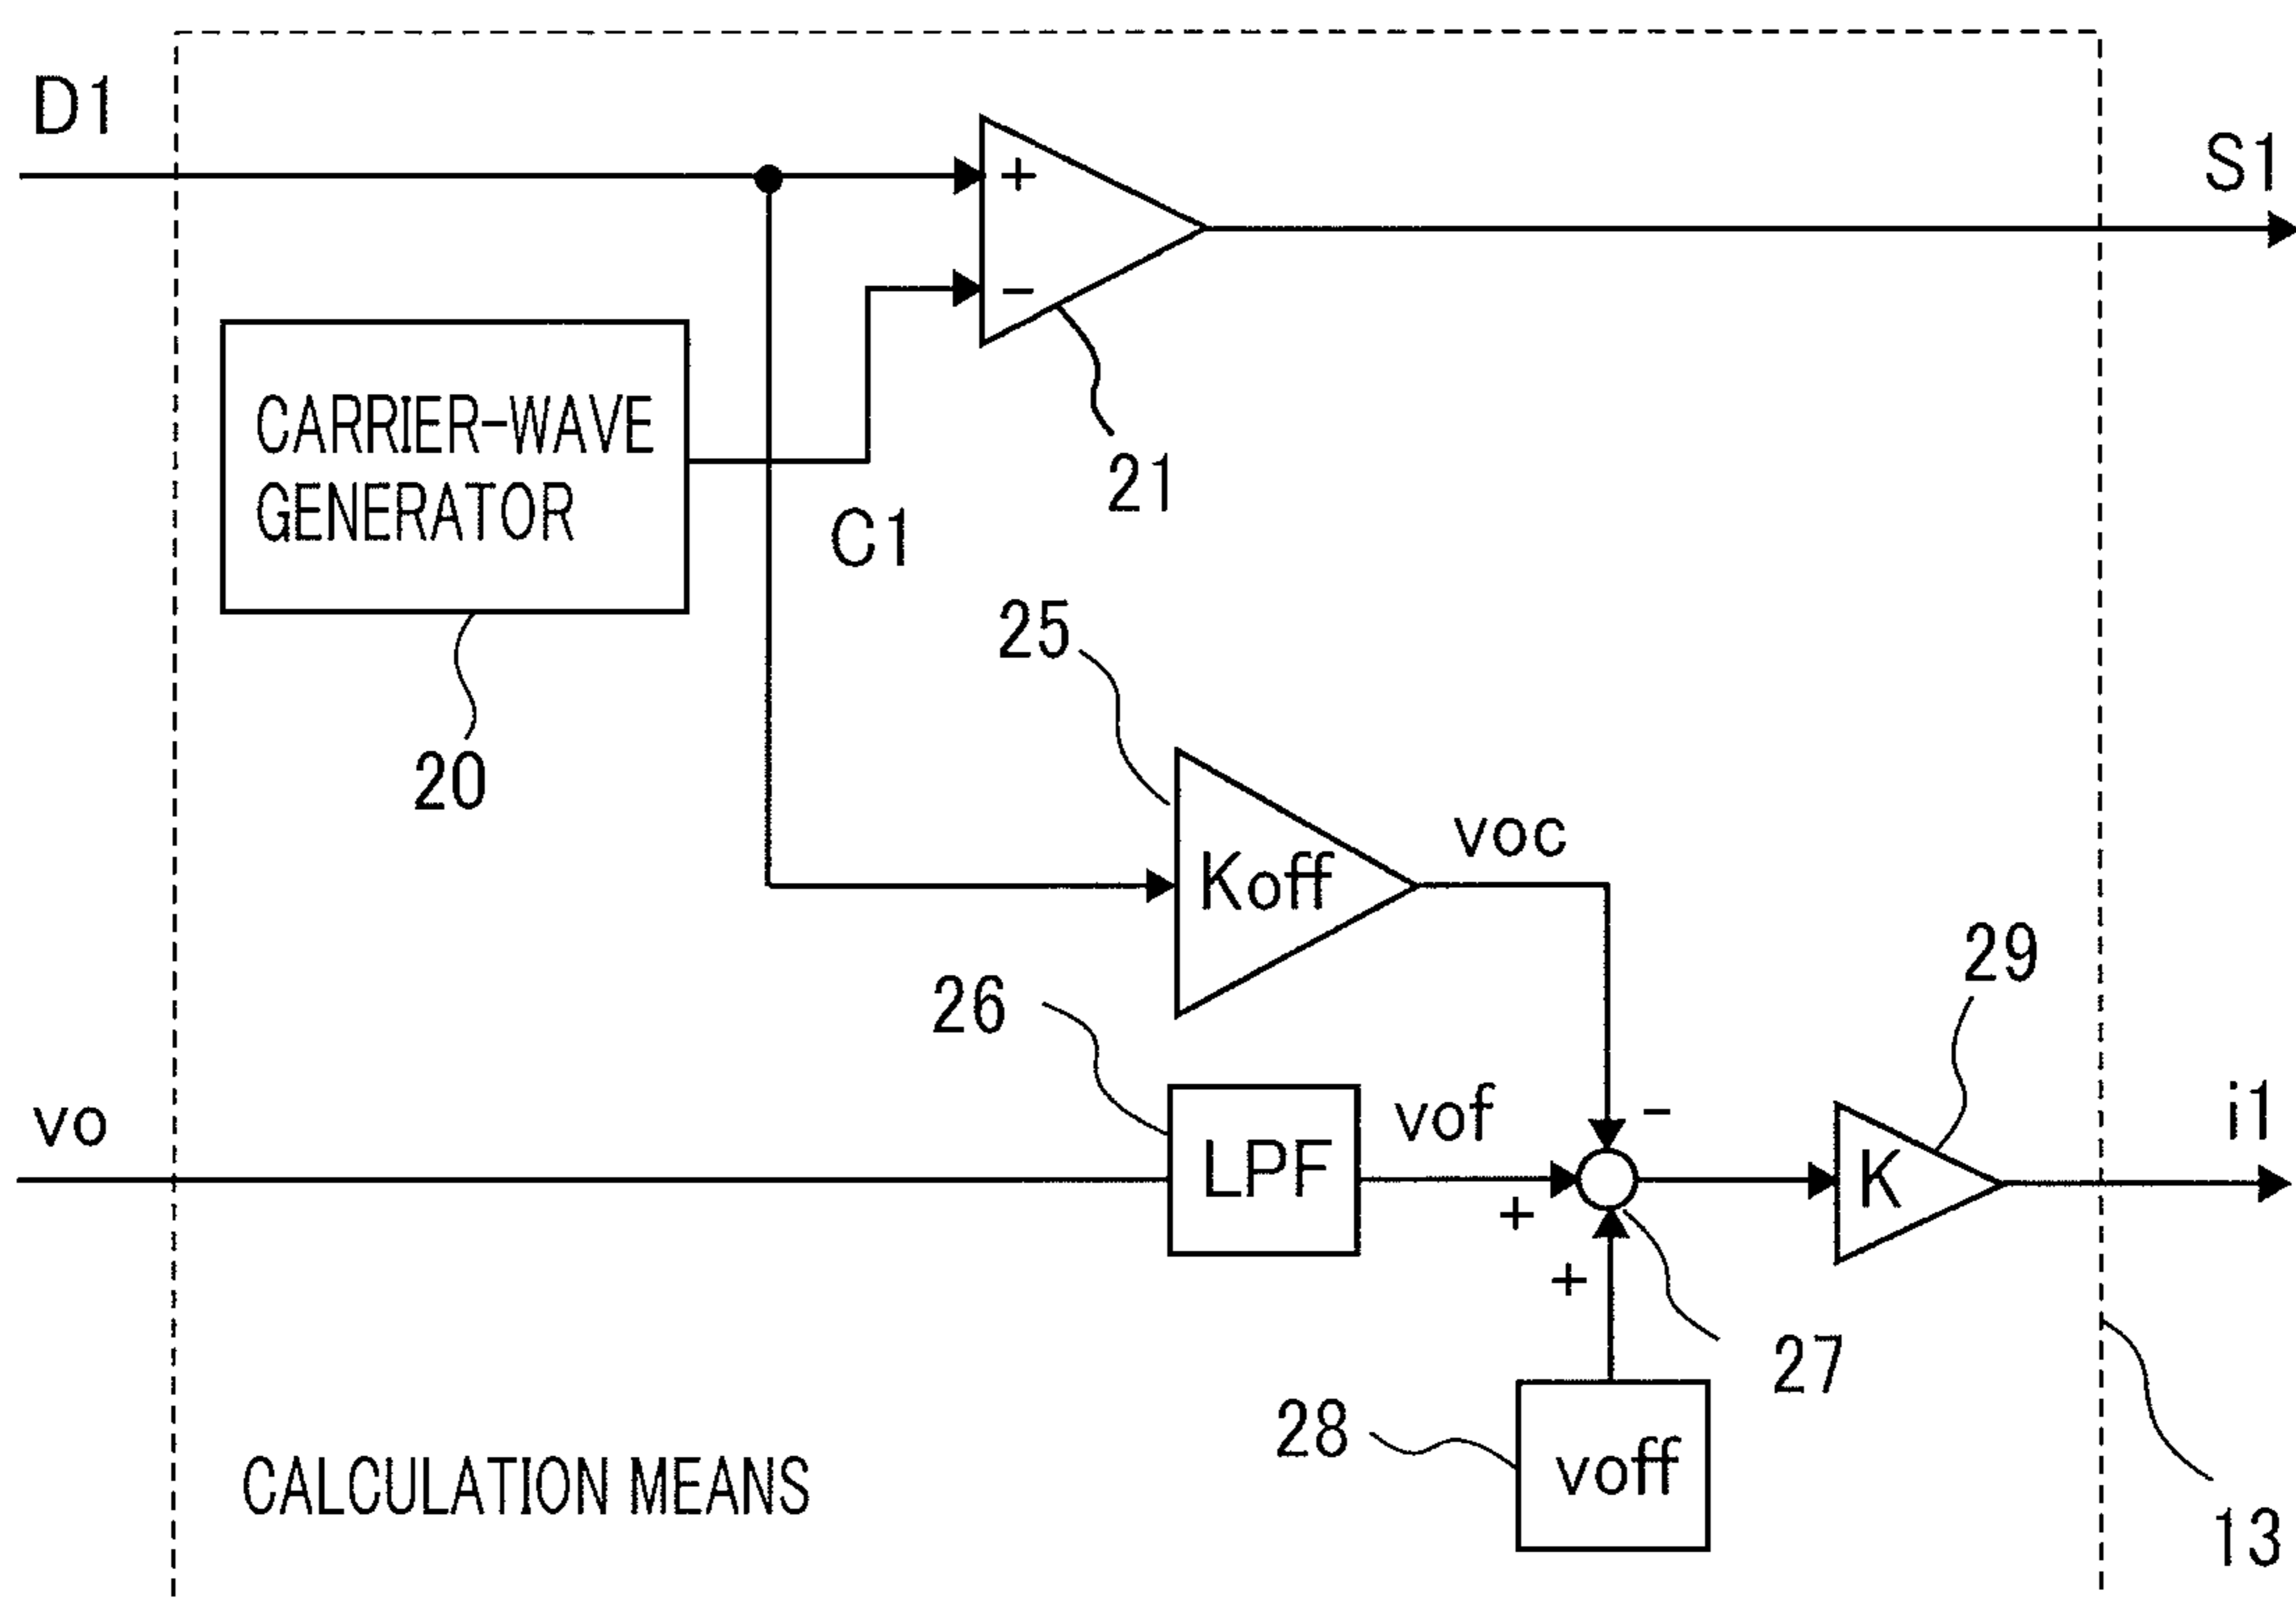 D1
+
S1
-
CARRIER-WAVE
GENERATOR
21
C1
25
20
Koff
voc
29
26
vo
LPF
vof
-
K
i1
+
+
27
28
voff
CALCULATION MEANS
13